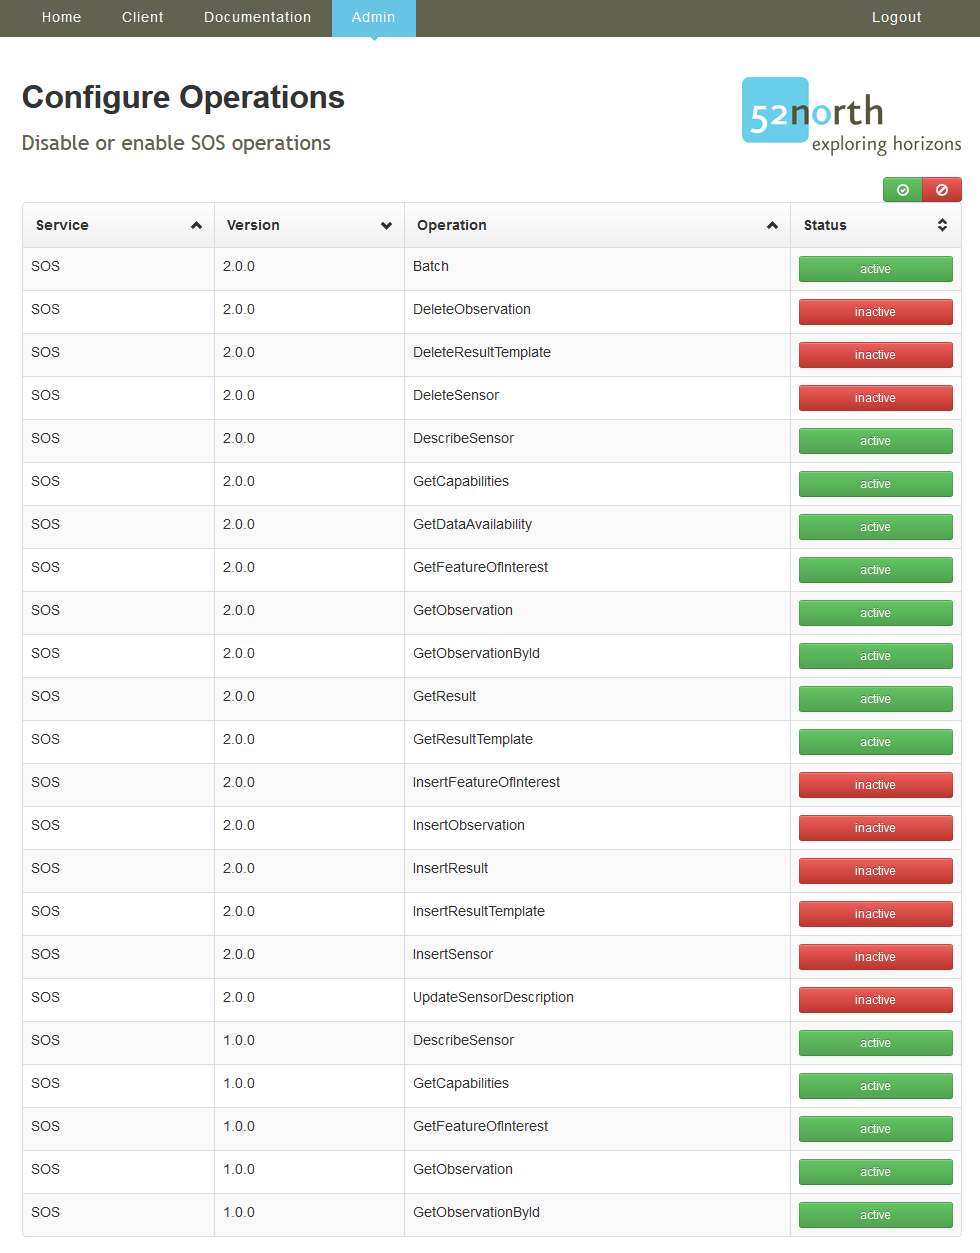 Home Client Documentation Admin Logout
Configure Operations
Disable or enable SOS operations
52north
exploring horizons
Service Version Operation Status
SOS 2.0.0 Batch active
SOS 2.0.0 DeleteObservation inactive
SOS 2.0.0 DeleteResultTemplate inactive
SOS 2.0.0 DeleteSensor inactive
SOS 2.0.0 DescribeSensor active
SOS 2.0.0 GetCapabilities active
SOS 2.0.0 GetDataAvailability active
SOS 2.0.0 GetFeatureOfInterest active
SOS 2.0.0 GetObservation active
SOS 2.0.0 GetObservationById active
SOS 2.0.0 GetResult active
SOS 2.0.0 GetResultTemplate active
SOS 2.0.0 InsertFeatureOfInterest inactive
SOS 2.0.0 InsertObservation inactive
SOS 2.0.0 InsertResult inactive
SOS 2.0.0 InsertResultTemplate inactive
SOS 2.0.0 InsertSensor inactive
SOS 2.0.0 UpdateSensorDescription inactive
SOS 1.0.0 DescribeSensor active
SOS 1.0.0 GetCapabilities active
SOS 1.0.0 GetFeatureOfInterest active
SOS 1.0.0 GetObservation active
SOS 1.0.0 GetObservationById active